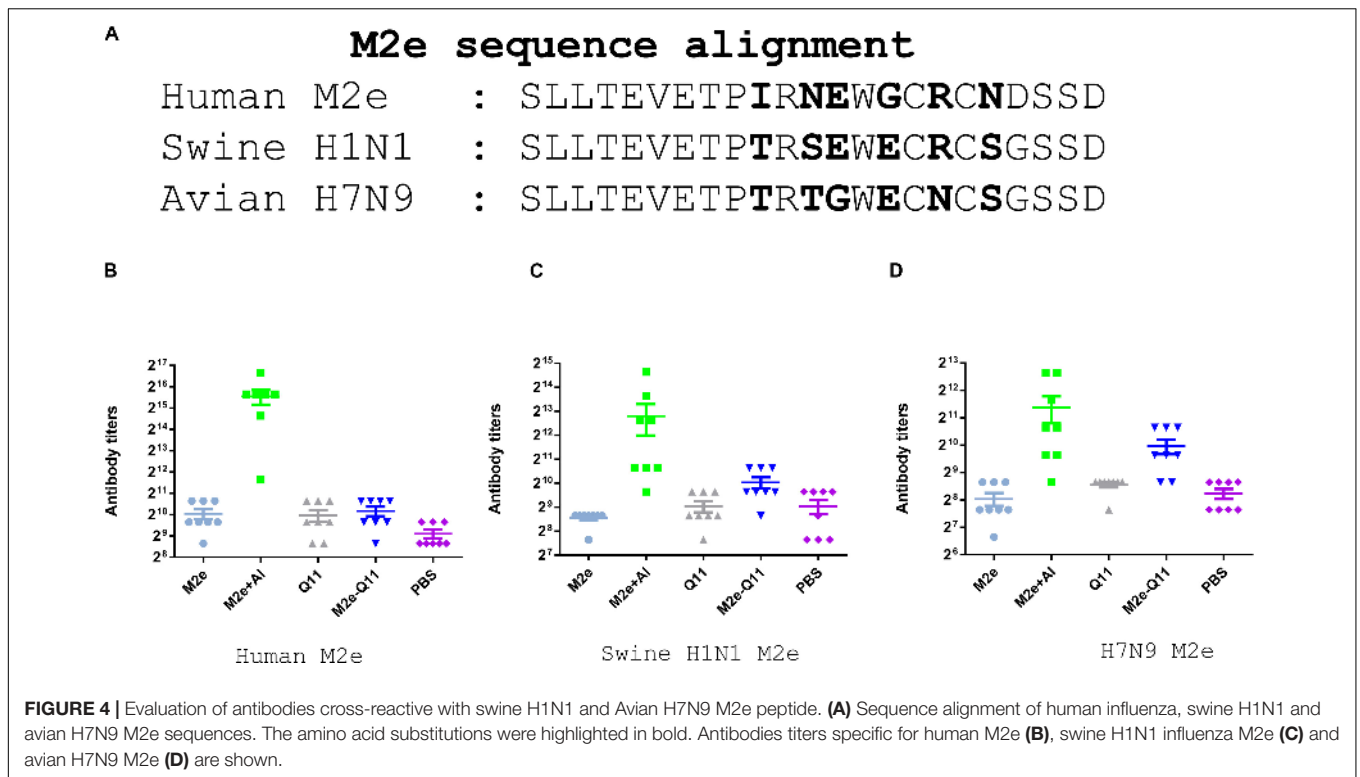 A
M2e sequence alignment
Human M2e : SLLTEVETPIRNEWGCRCNDSSD
Swine H1N1 : SLLTEVETPTRSEWECRCSGSSD
Avian H7N9 : SLLTEVETPTRTGWECNCSGSSD
B
Antibody titers
2^17
2^16
2^15
2^14
2^13
2^12
2^11
2^10
2^9
2^8
M2e
M2e+Al
Q11
M2e-Q11
PBS
Human M2e
C
Antibody titers
2^15
2^14
2^13
2^12
2^10
2^9
2^8
2^7
M2e
M2e+Al
Q11
M2e-Q11
PBS
Swine H1N1 M2e
D
Antibody titers
2^13
2^12
2^11
2^10
2^9
2^8
2^6
M2e
M2e+Al
Q11
M2e-Q11
PBS
H7N9 M2e
FIGURE 4 | Evaluation of antibodies cross-reactive with swine H1N1 and Avian H7N9 M2e peptide. (A) Sequence alignment of human influenza, swine H1N1 and
avian H7N9 M2e sequences. The amino acid substitutions were highlighted in bold. Antibodies titers specific for human M2e (B), swine H1N1 influenza M2e (C) and
avian H7N9 M2e (D) are shown.